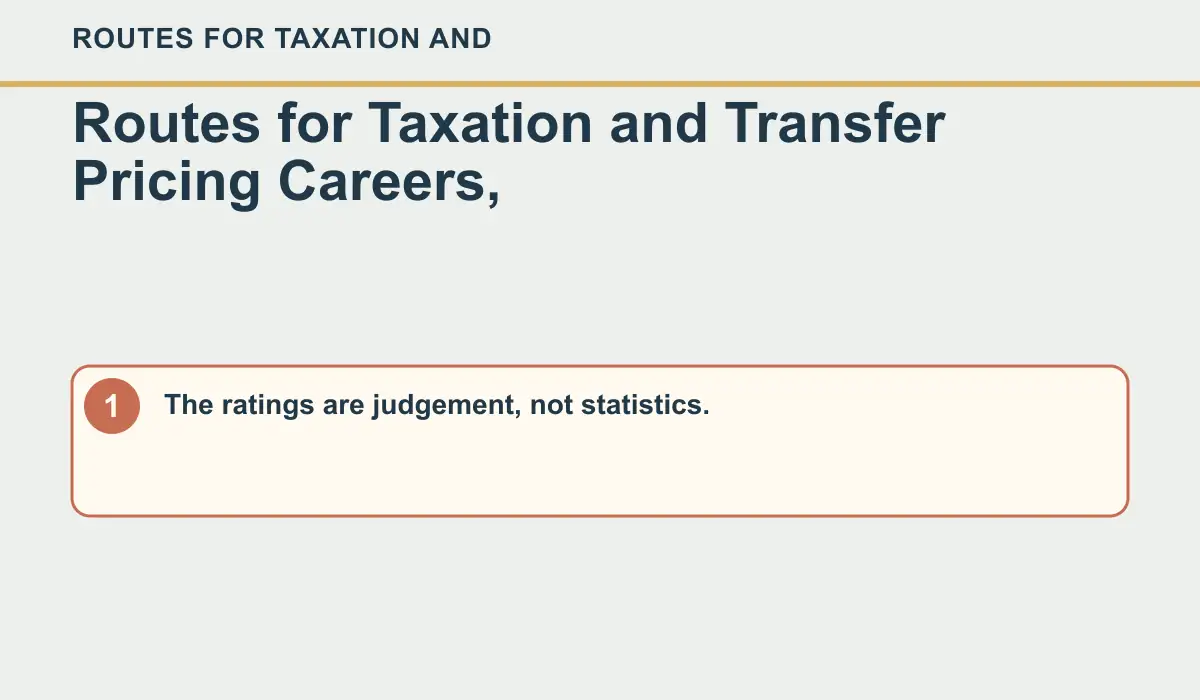 ROUTES FOR TAXATION AND
Routes for Taxation and Transfer
Pricing Careers,
1 The ratings are judgement, not statistics.